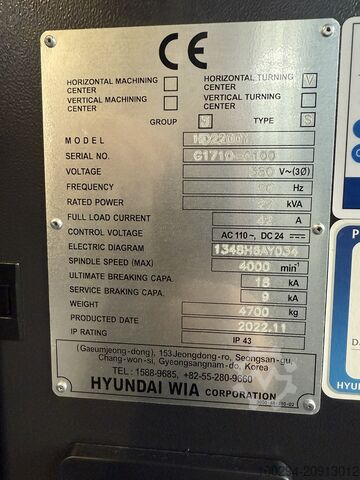 CE
HORIZONTAL MACHINING CENTER
HORIZONTAL TURNING CENTER V
VERTICAL MACHINING CENTER
VERTICAL TURNING CENTER
GROUP TYPE S
MODEL
SERIAL NO.
VOLTAGE V~(3Ø)
FREQUENCY Hz
RATED POWER kVA
FULL LOAD CURRENT A
CONTROL VOLTAGE AC 110~, DC 24
ELECTRIC DIAGRAM
SPINDLE SPEED (MAX) 4000 min⁻¹
ULTIMATE BREAKING CAPA. 18 kA
SERVICE BRAKING CAPA. 9 kA
WEIGHT 4700 kg
PRODUCTED DATE 2022.11
IP RATING IP 43
(Gaeumjeong-dong), 153Jeongdong-ro, Seongsan-gu,
Chang-won-si, Gyeongsangnam-do, Korea
TEL : 1588-9685, +82-55-280-9660
HYUNDAI WIA CORPORATION
HYUN
100294-20913012